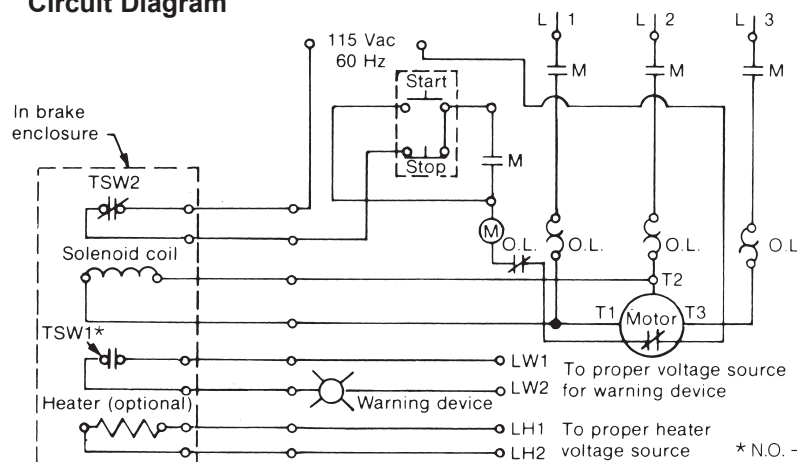 Circuit Diagram
L 1
L 2
L 3
115 Vac
60 Hz
M
M
M
Start
In brake
enclosure
Stop
M
TSW2
M
O.L.
O.L.
O.L.
O.L
Solenoid coil
T2
T1
Motor
T3
TSW1*
LW1
To proper voltage source
LW2
for warning device
Warning device
Heater (optional)
LH1
To proper heater
LH2
voltage source
* N.O. –